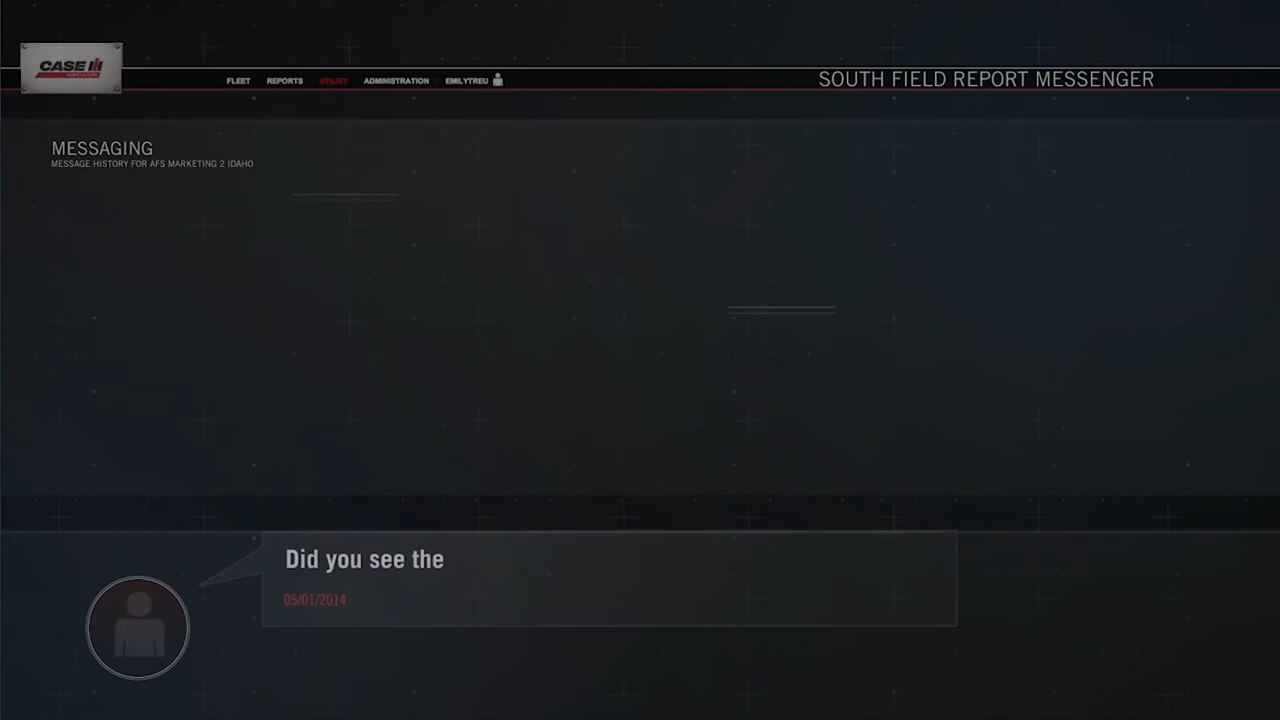 CASE IH
AGRICULTURE
FLEET REPORTS UTILITY ADMINISTRATION EMILYTREU
SOUTH FIELD REPORT MESSENGER
MESSAGING
MESSAGE HISTORY FOR AFS MARKETING 2 IDAHO
Did you see the
05/01/2014